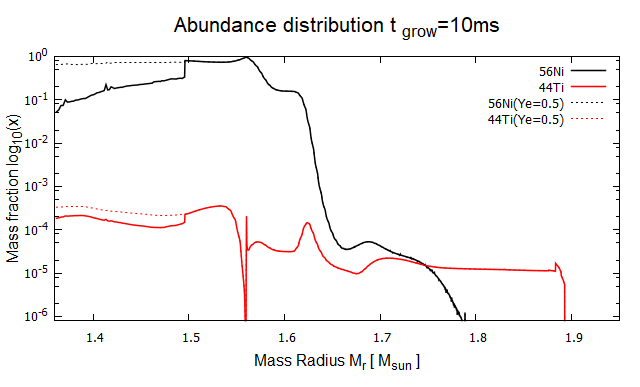 Abundance distribution t grow=10ms
Mass fraction log10(x)
10^0
10^-1
10^-2
10^-3
10^-4
10^-5
10^-6
56Ni
44Ti
56Ni(Ye=0.5)
44Ti(Ye=0.5)
1.4 1.5 1.6 1.7 1.8 1.9
Mass Radius Mr [ Msun ]